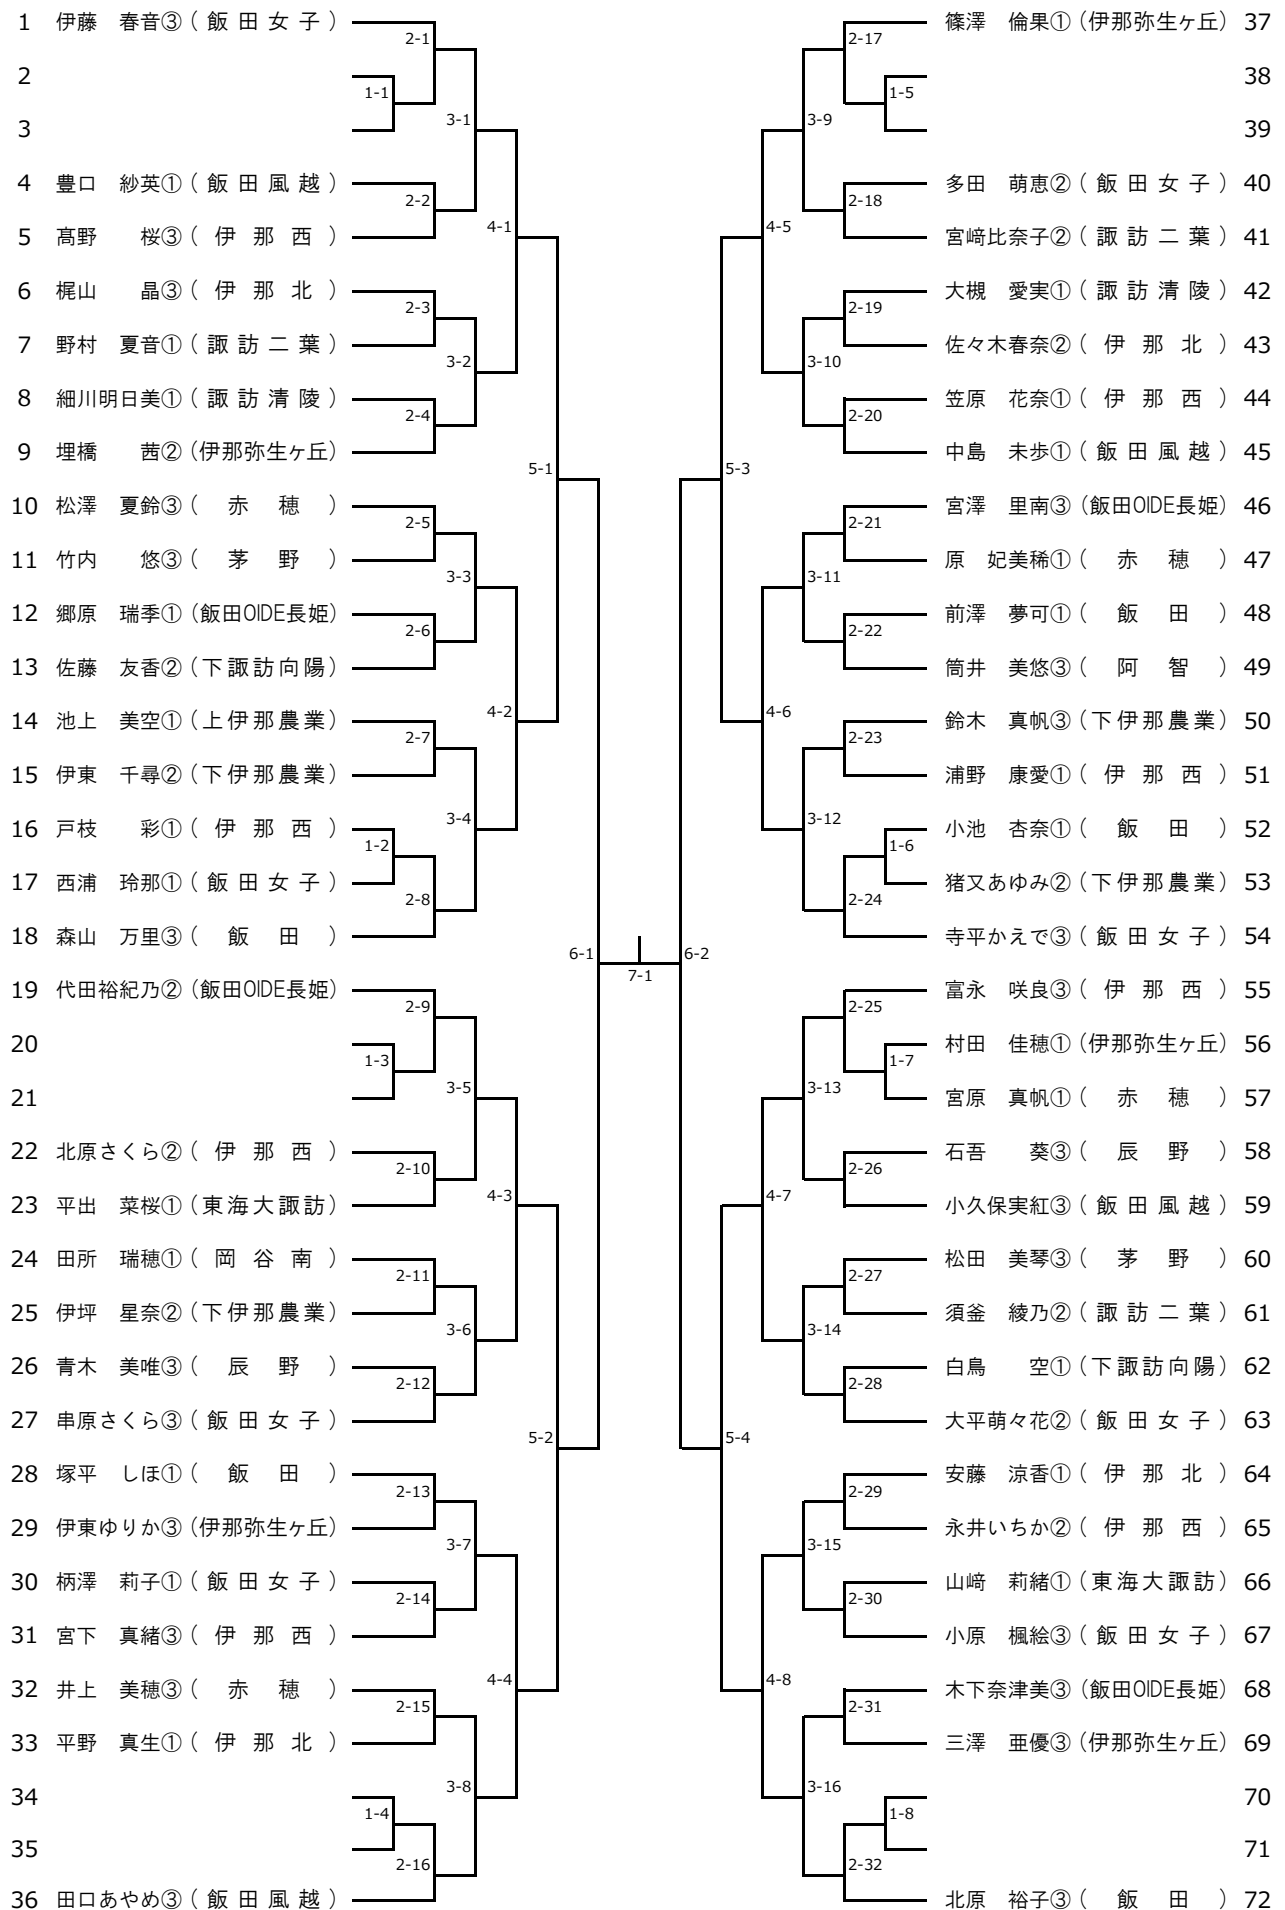 1 伊藤　春音③ (飯田女子)
2
3
4 豊口　紗英① (飯田風越)
5 髙野　桜③ (伊那西)
6 梶山　晶③ (伊那北)
7 野村　夏音① (諏訪二葉)
8 細川明日美① (諏訪清陵)
9 埋橋　茜② (伊那弥生ヶ丘)
10 松澤　夏鈴③ (赤穂)
11 竹内　悠③ (茅野)
12 郷原　瑞季① (飯田OIDE長姫)
13 佐藤　友香② (下諏訪向陽)
14 池上　美空① (上伊那農業)
15 伊東　千尋② (下伊那農業)
16 戸枝　彩① (伊那西)
17 西浦　玲那① (飯田女子)
18 森山　万里③ (飯田)
19 代田裕紀乃② (飯田OIDE長姫)
20
21
22 北原さくら② (伊那西)
23 平出　菜桜① (東海大諏訪)
24 田所　瑞穂① (岡谷南)
25 伊坪　星奈② (下伊那農業)
26 青木　美唯③ (辰野)
27 串原さくら③ (飯田女子)
28 塚平　しほ① (飯田)
29 伊東ゆりか③ (伊那弥生ヶ丘)
30 柄澤　莉子① (飯田女子)
31 宮下　真緒③ (伊那西)
32 井上　美穂③ (赤穂)
33 平野　真生① (伊那北)
34
35
36 田口あやめ③ (飯田風越)
1-1
1-2
1-3
1-4
2-1
2-2
2-3
2-4
2-5
2-6
2-7
2-8
2-9
2-10
2-11
2-12
2-13
2-14
2-15
2-16
3-1
3-2
3-3
3-4
3-5
3-6
3-7
3-8
4-1
4-2
4-3
4-4
5-1
5-2
6-1
7-1
6-2
5-3
5-4
4-5
4-6
4-7
4-8
3-9
3-10
3-11
3-12
3-13
3-14
3-15
3-16
2-17
2-18
2-19
2-20
2-21
2-22
2-23
2-24
2-25
2-26
2-27
2-28
2-29
2-30
2-31
2-32
1-5
1-6
1-7
1-8
篠澤　倫果① (伊那弥生ヶ丘) 37
38
39
多田　萌恵② (飯田女子) 40
宮﨑比奈子② (諏訪二葉) 41
大槻　愛実① (諏訪清陵) 42
佐々木春奈② (伊那北) 43
笠原　花奈① (伊那西) 44
中島　未歩① (飯田風越) 45
宮澤　里南③ (飯田OIDE長姫) 46
原　妃美稀① (赤穂) 47
前澤　夢可① (飯田) 48
筒井　美悠③ (阿智) 49
鈴木　真帆③ (下伊那農業) 50
浦野　康愛① (伊那西) 51
小池　杏奈① (飯田) 52
猪又あゆみ② (下伊那農業) 53
寺平かえで③ (飯田女子) 54
富永　咲良③ (伊那西) 55
村田　佳穂① (伊那弥生ヶ丘) 56
宮原　真帆① (赤穂) 57
石吾　葵③ (辰野) 58
小久保実紅③ (飯田風越) 59
松田　美琴③ (茅野) 60
須釜　綾乃② (諏訪二葉) 61
白鳥　空① (下諏訪向陽) 62
大平萌々花② (飯田女子) 63
安藤　涼香① (伊那北) 64
永井いちか② (伊那西) 65
山﨑　莉緒① (東海大諏訪) 66
小原　楓絵③ (飯田女子) 67
木下奈津美③ (飯田OIDE長姫) 68
三澤　亜優③ (伊那弥生ヶ丘) 69
70
71
北原　裕子③ (飯田) 72